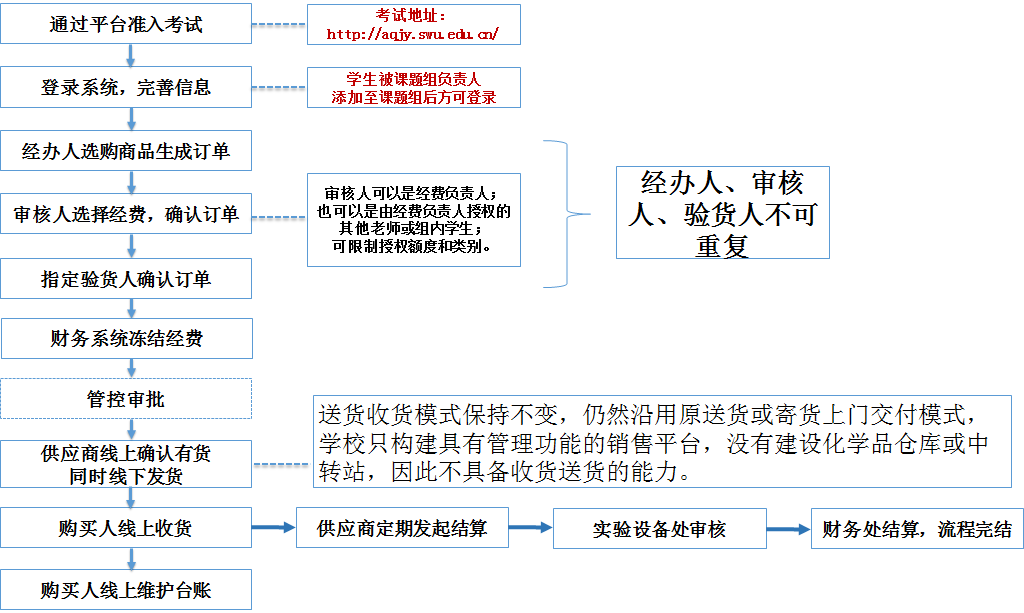 通过平台准入考试
考试地址：
http://aqjy.swu.edu.cn/
登录系统，完善信息
学生被课题组负责人
添加至课题组后方可登录
经办人选购商品生成订单
审核人选择经费，确认订单
审核人可以是经费负责人；
也可以是由经费负责人授权的
其他老师或组内学生；
可限制授权额度和类别。
经办人、审核
人、验货人不可
重复
指定验货人确认订单
财务系统冻结经费
管控审批
供应商线上确认有货
同时线下发货
送货收货模式保持不变，仍然沿用原送货或寄货上门交付模式，
学校只构建具有管理功能的销售平台，没有建设化学品仓库或中
转站，因此不具备收货送货的能力。
购买人线上收货
供应商定期发起结算
实验设备处审核
财务处结算，流程完结
购买人线上维护台账